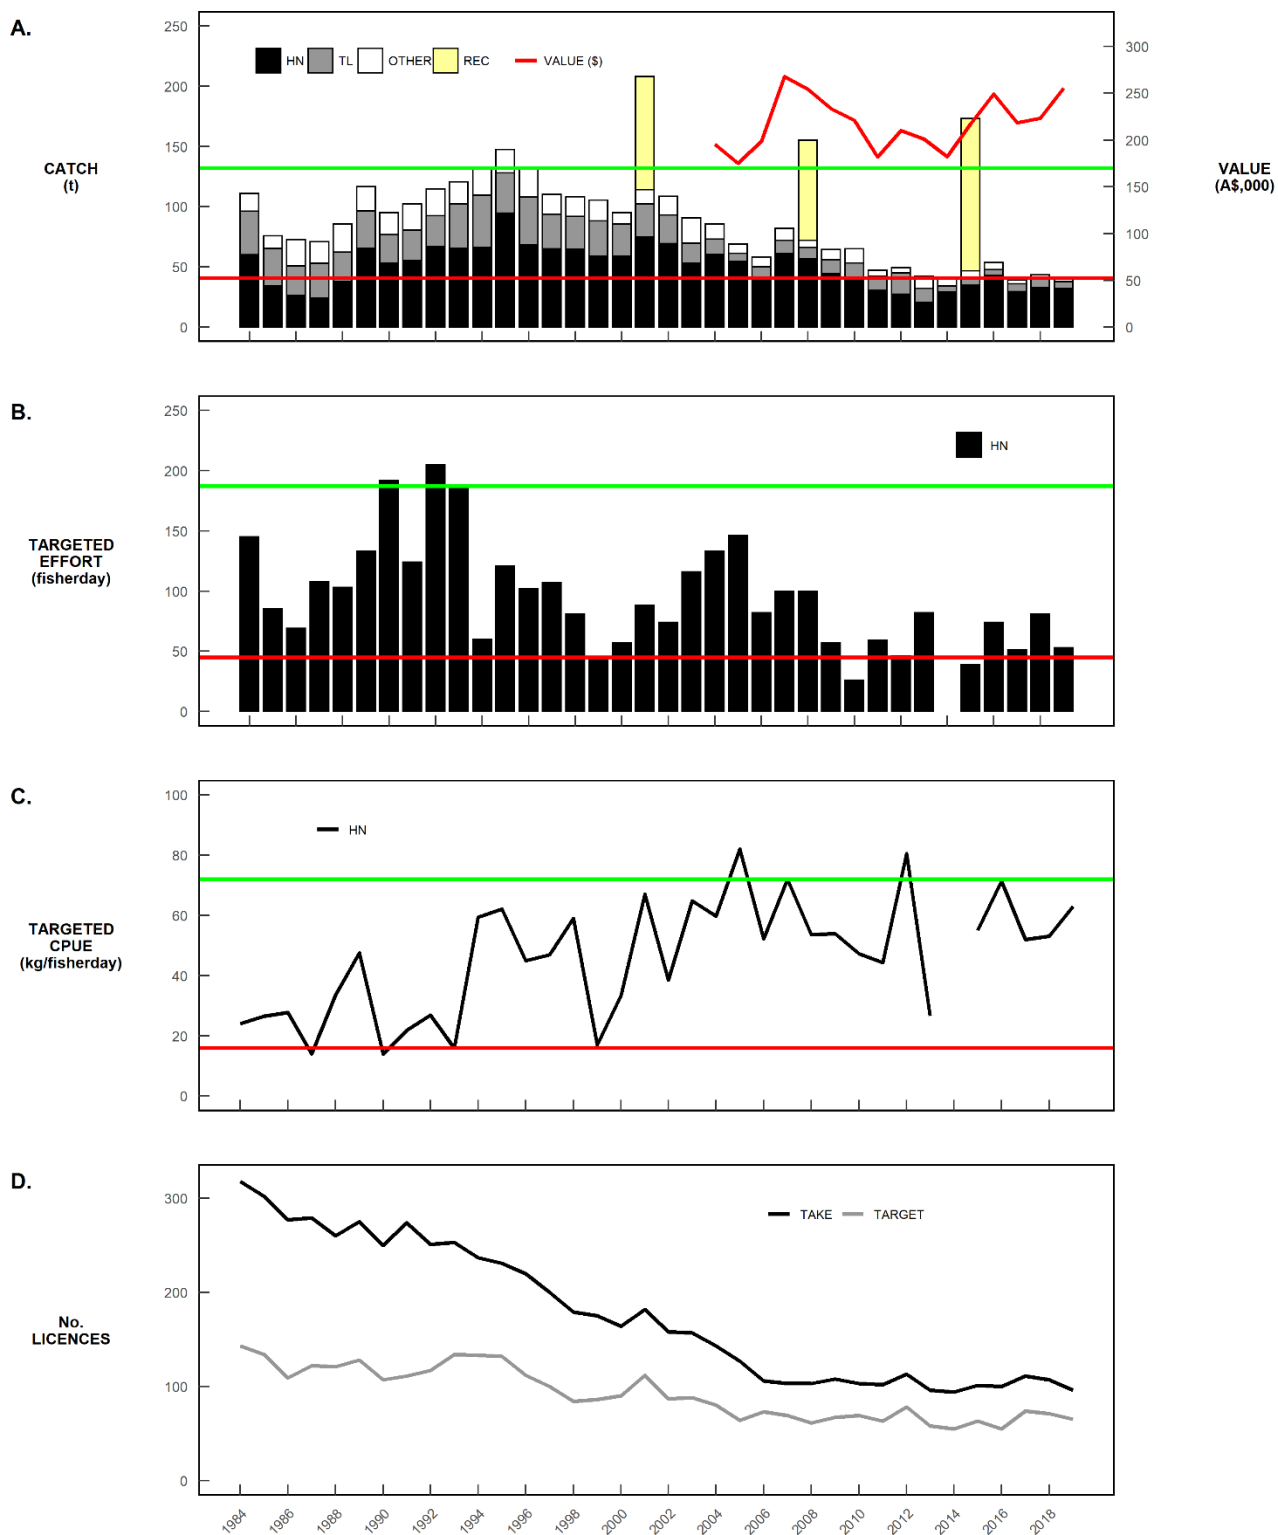 A.
250
200
150
100
50
0
CATCH
(t)
HN TL OTHER REC VALUE ($)
300
250
200
150
100
50
0
VALUE
(A$,000)
B.
250
200
150
100
50
0
TARGETED
EFFORT
(fisherday)
HN
C.
100
80
60
40
20
0
TARGETED
CPUE
(kg/fisherday)
HN
D.
300
200
100
0
No.
LICENCES
TAKE TARGET
1984 1986 1988 1990 1992 1994 1996 1998 2000 2002 2004 2006 2008 2010 2012 2014 2016 2018